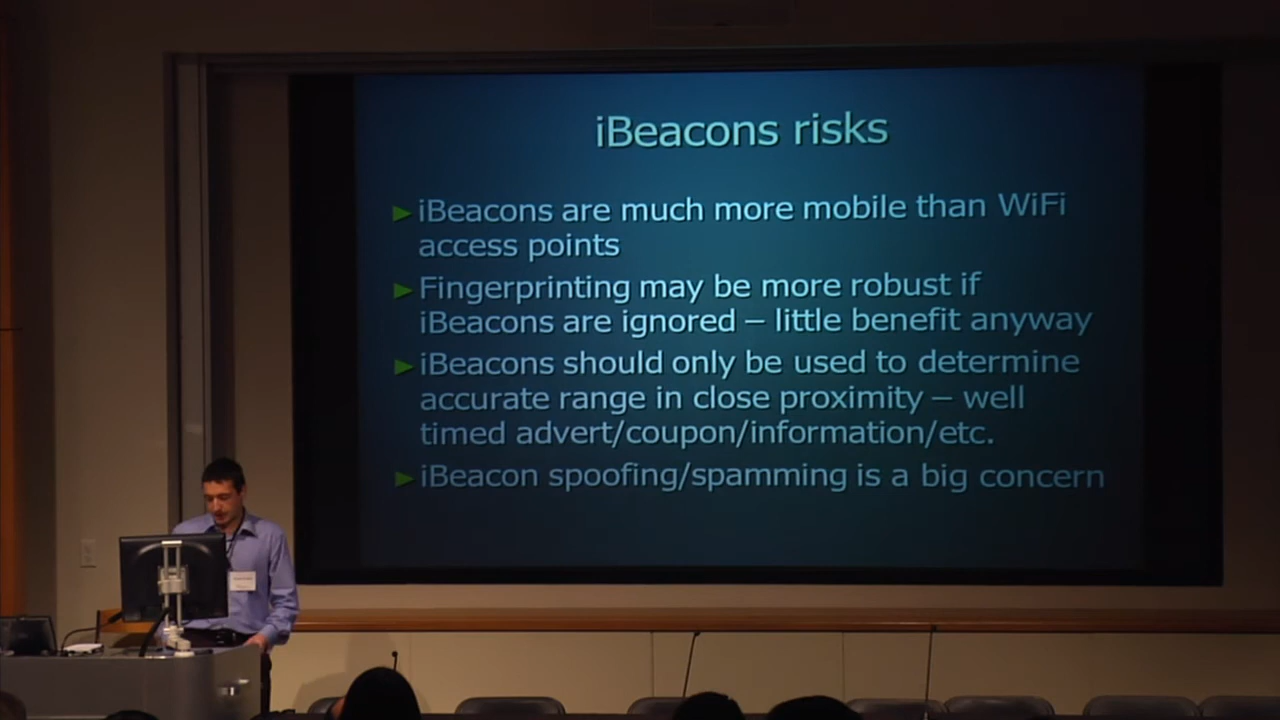 iBeacons risks
iBeacons are much more mobile than WiFi
access points
Fingerprinting may be more robust if
iBeacons are ignored – little benefit anyway
iBeacons should only be used to determine
accurate range in close proximity – well
timed advert/coupon/information/etc.
iBeacon spoofing/spamming is a big concern